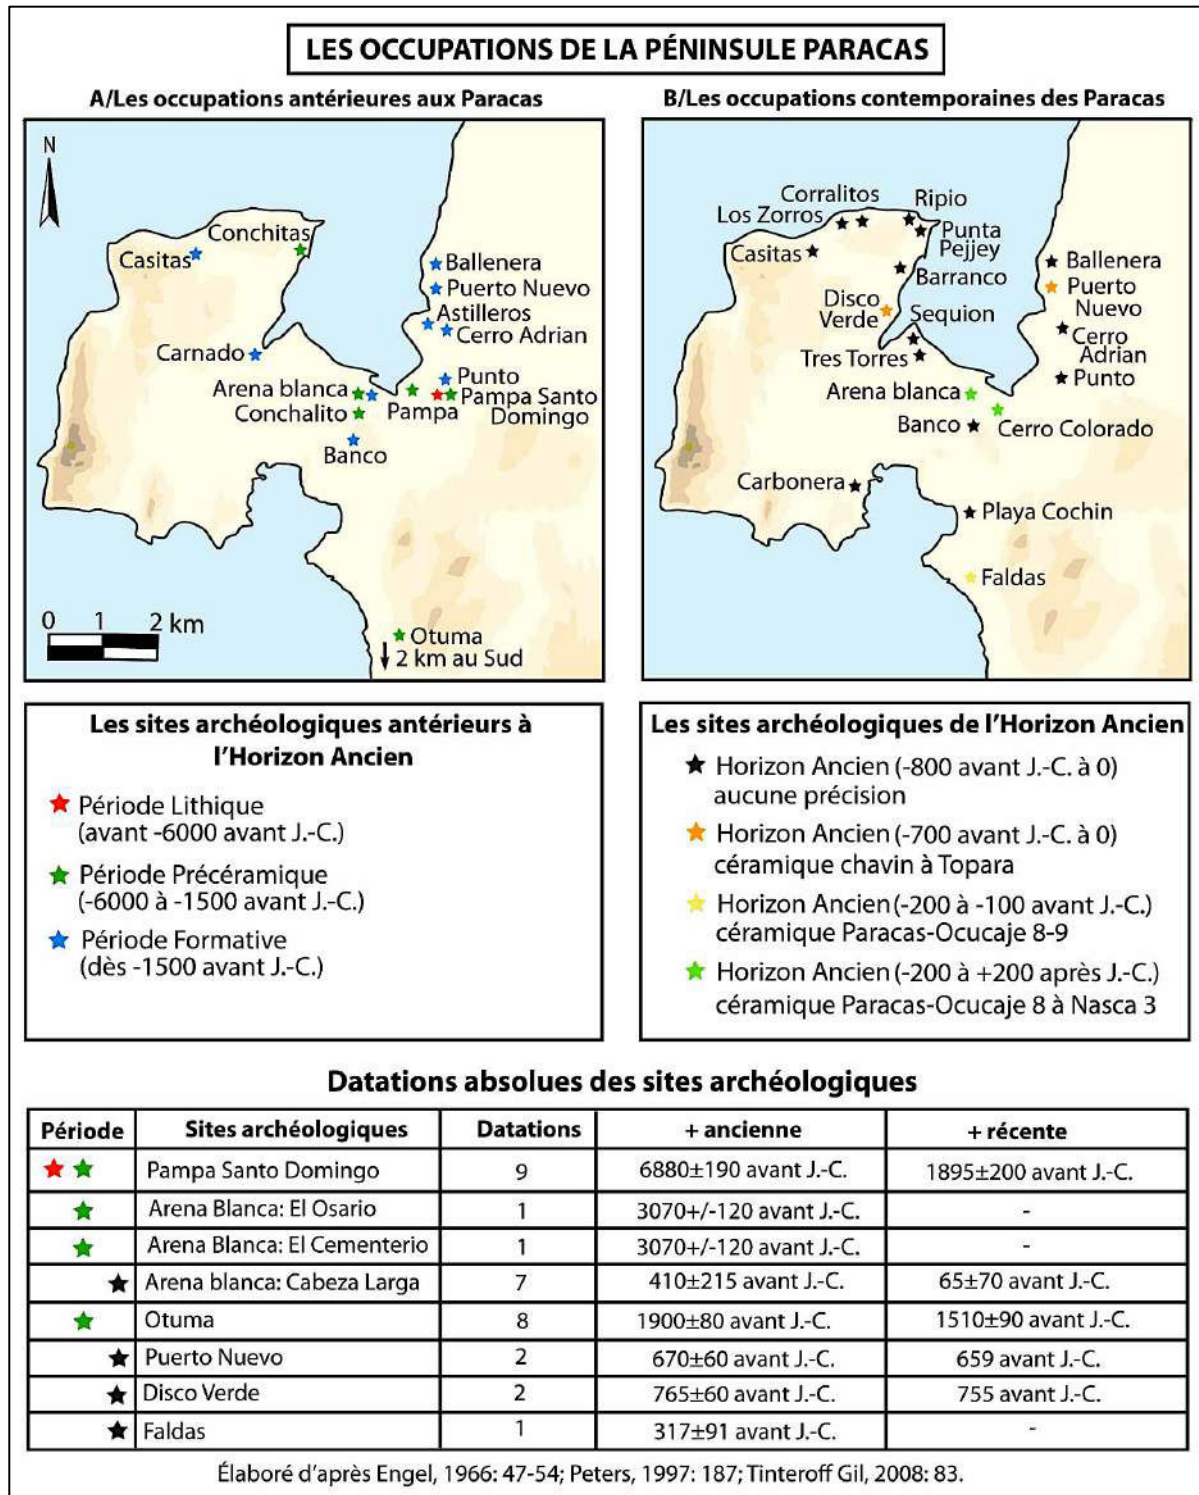 LES OCCUPATIONS DE LA PÉNINSULE PARACAS
A/Les occupations antérieures aux Paracas
N
Conchitas
Casitas
Ballenera
Puerto Nuevo
Astilleros
Cerro Adrian
Carnado
Punto
Arena blanca
Pampa
Pampa Santo
Domingo
Conchalito
Banco
0 1 2 km
Otuma
2 km au Sud
B/Les occupations contemporaines des Paracas
Corralitos
Ripio
Los Zorros
Punta
Pejjey
Casitas
Ballenera
Barranco
Puerto
Nuevo
Disco
Verde
Sequion
Cerro
Adrian
Tres Torres
Punto
Arena blanca
Banco
Cerro Colorado
Carbonera
Playa Cochin
Faldas
Les sites archéologiques antérieurs à
l'Horizon Ancien
Période Lithique
(avant -6000 avant J.-C.)
Période Précéramique
(-6000 à -1500 avant J.-C.)
Période Formative
(dès -1500 avant J.-C.)
Les sites archéologiques de l'Horizon Ancien
Horizon Ancien (-800 avant J.-C. à 0)
aucune précision
Horizon Ancien (-700 avant J.-C. à 0)
céramique chavin à Topara
Horizon Ancien (-200 à -100 avant J.-C.)
céramique Paracas-Ocucaje 8-9
Horizon Ancien (-200 à +200 après J.-C.)
céramique Paracas-Ocucaje 8 à Nasca 3
Datations absolues des sites archéologiques
Période Sites archéologiques Datations + ancienne + récente
Pampa Santo Domingo 9 6880±190 avant J.-C. 1895±200 avant J.-C.
Arena Blanca: El Osario 1 3070+/-120 avant J.-C. -
Arena Blanca: El Cementerio 1 3070+/-120 avant J.-C. -
Arena blanca: Cabeza Larga 7 410±215 avant J.-C. 65±70 avant J.-C.
Otuma 8 1900±80 avant J.-C. 1510±90 avant J.-C.
Puerto Nuevo 2 670±60 avant J.-C. 659 avant J.-C.
Disco Verde 2 765±60 avant J.-C. 755 avant J.-C.
Faldas 1 317±91 avant J.-C. -
Élaboré d'après Engel, 1966: 47-54; Peters, 1997: 187; Tinteroff Gil, 2008: 83.